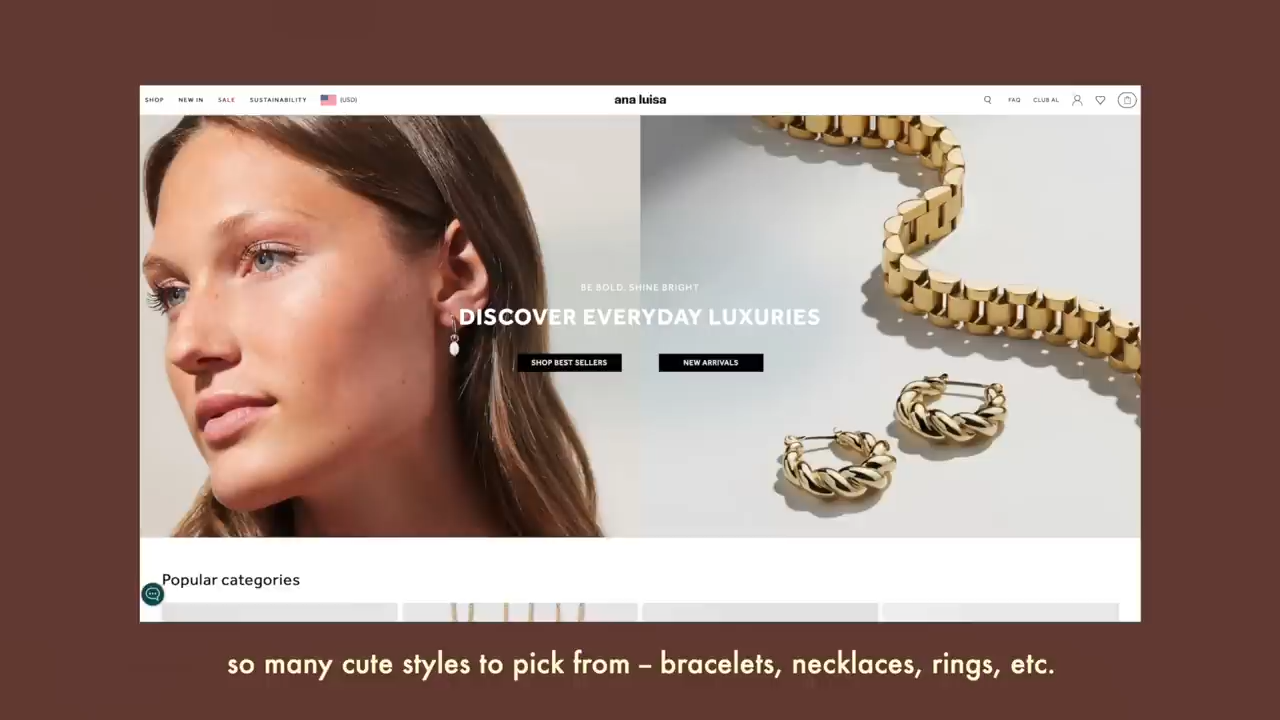 SHOP NEW IN SALE SUSTAINABILITY (USD) ana luisa FAQ CLUB AL
BE BOLD. SHINE BRIGHT
DISCOVER EVERYDAY LUXURIES
SHOP BEST SELLERS NEW ARRIVALS
Popular categories
so many cute styles to pick from – bracelets, necklaces, rings, etc.